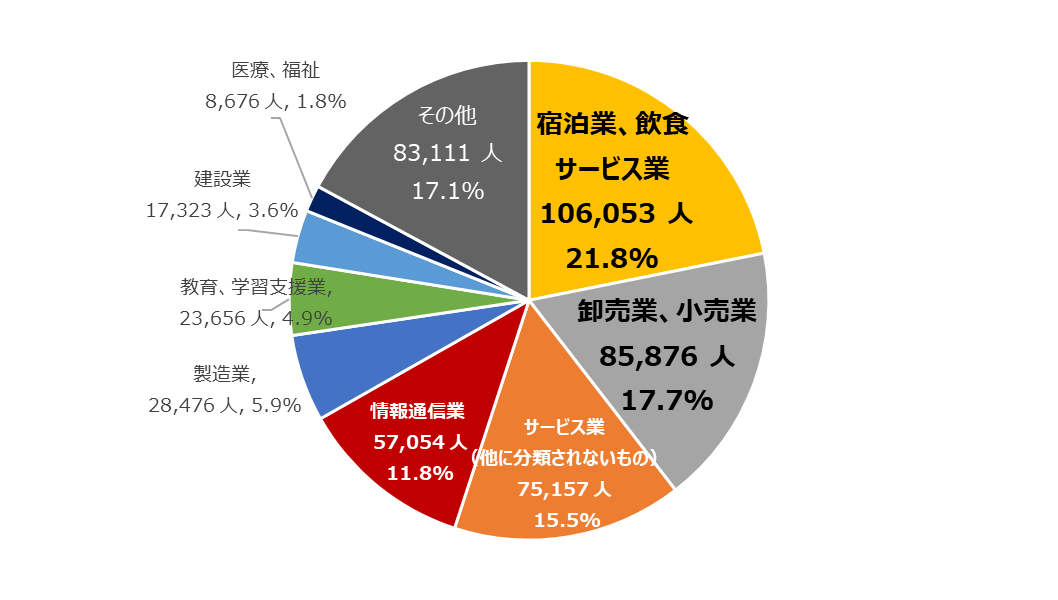 宿泊業、飲食
サービス業
106,053 人
21.8%
卸売業、小売業
85,876 人
17.7%
サービス業
（他に分類されないもの）
75,157 人
15.5%
情報通信業
57,054 人
11.8%
製造業,
28,476 人, 5.9%
教育、学習支援業,
23,656 人, 4.9%
建設業
17,323 人, 3.6%
医療、福祉
8,676 人, 1.8%
その他
83,111 人
17.1%